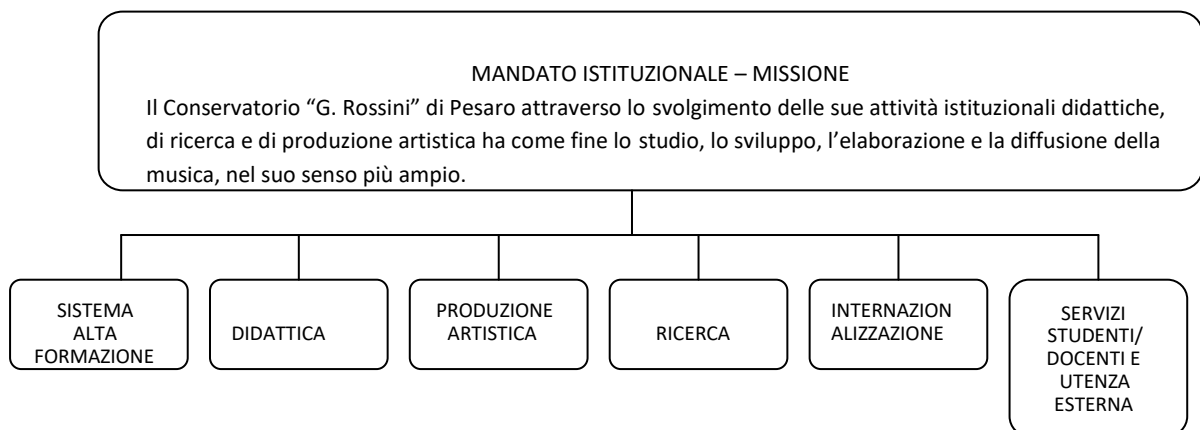 MANDATO ISTITUZIONALE – MISSIONE
Il Conservatorio “G. Rossini” di Pesaro attraverso lo svolgimento delle sue attività istituzionali didattiche,
di ricerca e di produzione artistica ha come fine lo studio, lo sviluppo, l’elaborazione e la diffusione della
musica, nel suo senso più ampio.
SISTEMA
ALTA
FORMAZIONE
DIDATTICA
PRODUZIONE
ARTISTICA
RICERCA
INTERNAZION
ALIZZAZIONE
SERVIZI
STUDENTI/
DOCENTI E
UTENZA
ESTERNA